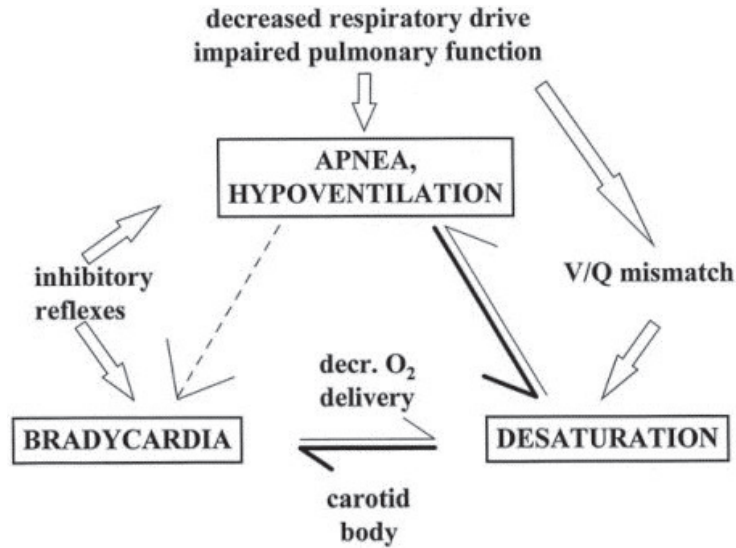 decreased respiratory drive
impaired pulmonary function
APNEA,
HYPOVENTILATION
inhibitory
reflexes
V/Q mismatch
decr. O₂
delivery
BRADYCARDIA
DESATURATION
carotid
body